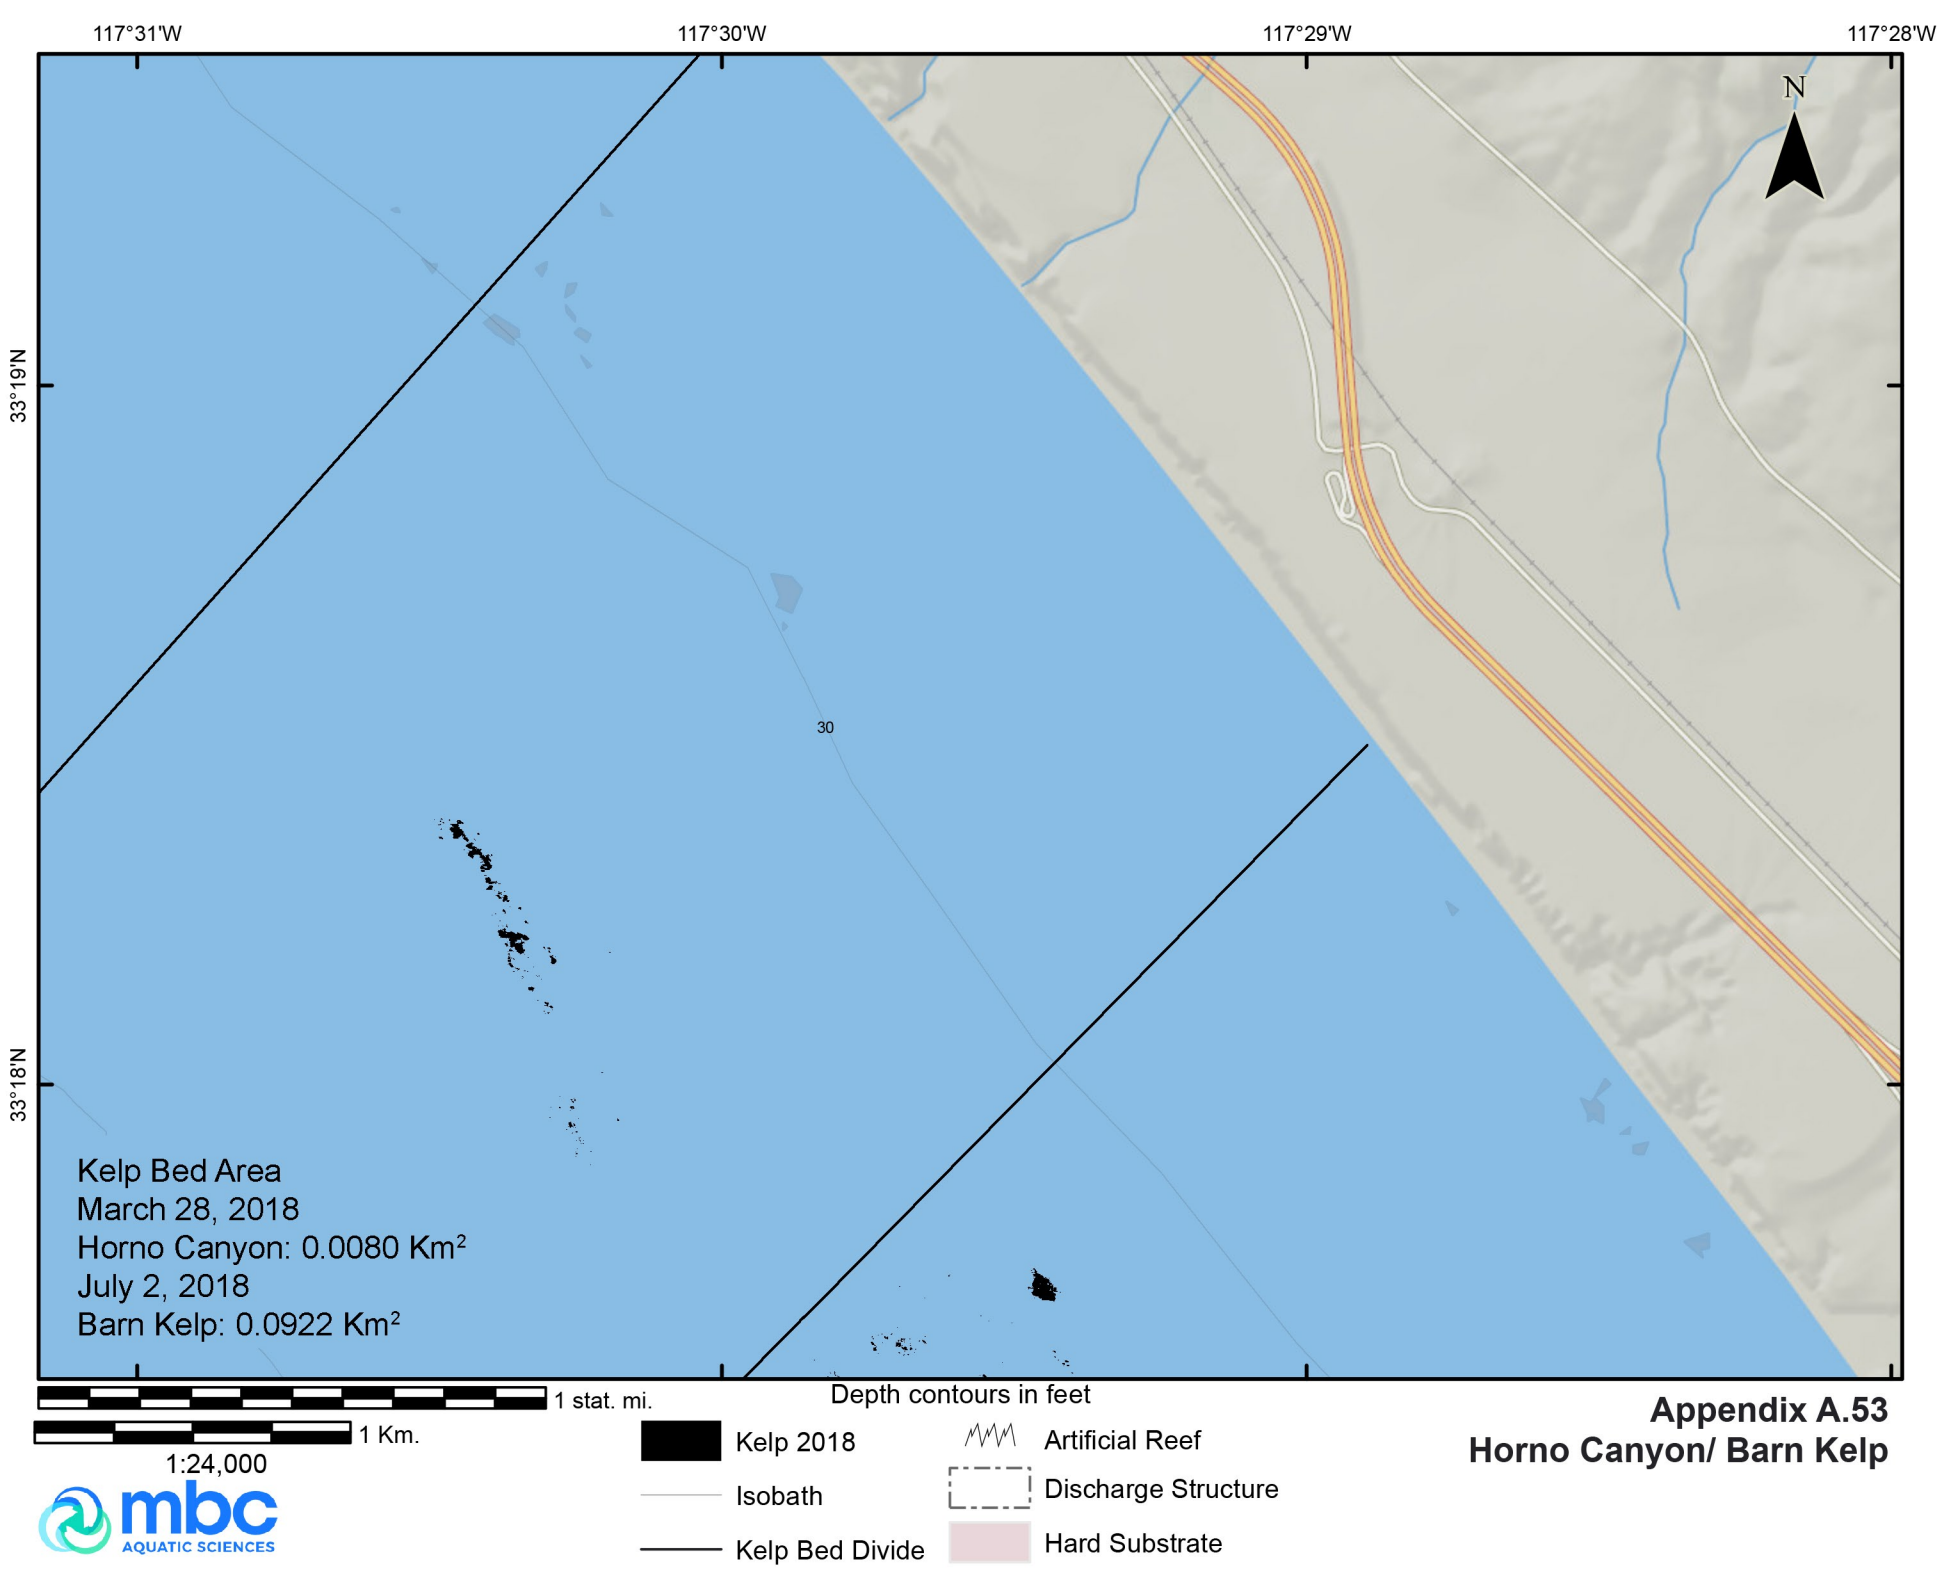 117°31'W
117°30'W
117°29'W
117°28'W
N
33°19'N
30
33°18'N
Kelp Bed Area
March 28, 2018
Horno Canyon: 0.0080 Km²
July 2, 2018
Barn Kelp: 0.0922 Km²
1 stat. mi.
1 Km.
1:24,000
mbc
AQUATIC SCIENCES
Depth contours in feet
Kelp 2018
Isobath
Kelp Bed Divide
Artificial Reef
Discharge Structure
Hard Substrate
Appendix A.53
Horno Canyon/ Barn Kelp